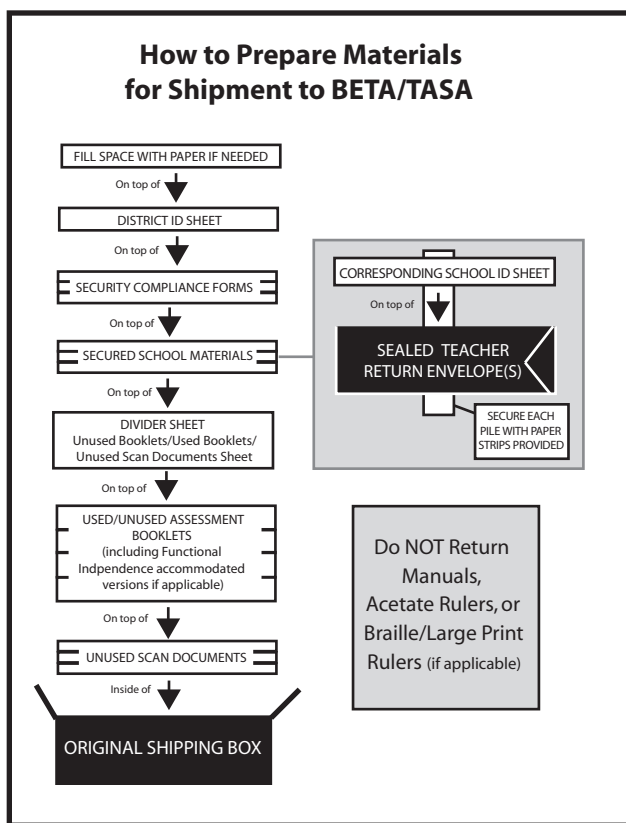 How to Prepare Materials
for Shipment to BETA/TASA
FILL SPACE WITH PAPER IF NEEDED
On top of
DISTRICT ID SHEET
On top of
SECURITY COMPLIANCE FORMS
On top of
SECURED SCHOOL MATERIALS
On top of
DIVIDER SHEET
Unused Booklets/Used Booklets/
Unused Scan Documents Sheet
On top of
USED/UNUSED ASSESSMENT
BOOKLETS
(including Functional
Indpendence accommodated
versions if applicable)
On top of
UNUSED SCAN DOCUMENTS
Inside of
ORIGINAL SHIPPING BOX
CORRESPONDING SCHOOL ID SHEET
On top of
SEALED TEACHER
RETURN ENVELOPE(S)
SECURE EACH
PILE WITH PAPER
STRIPS PROVIDED
Do NOT Return
Manuals,
Acetate Rulers, or
Braille/Large Print
Rulers (if applicable)